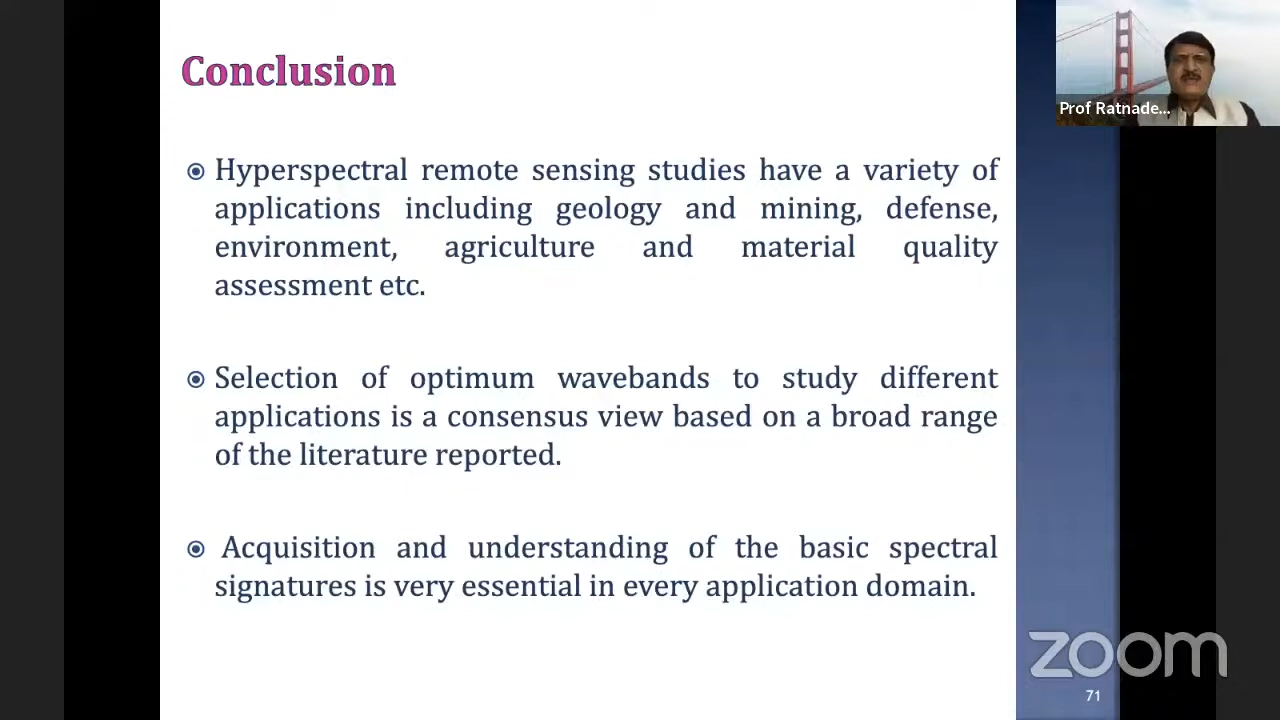 Conclusion
Prof Ratnade...
Hyperspectral remote sensing studies have a variety of
applications including geology and mining, defense,
environment, agriculture and material quality
assessment etc.
Selection of optimum wavebands to study different
applications is a consensus view based on a broad range
of the literature reported.
Acquisition and understanding of the basic spectral
signatures is very essential in every application domain.
zoom
71